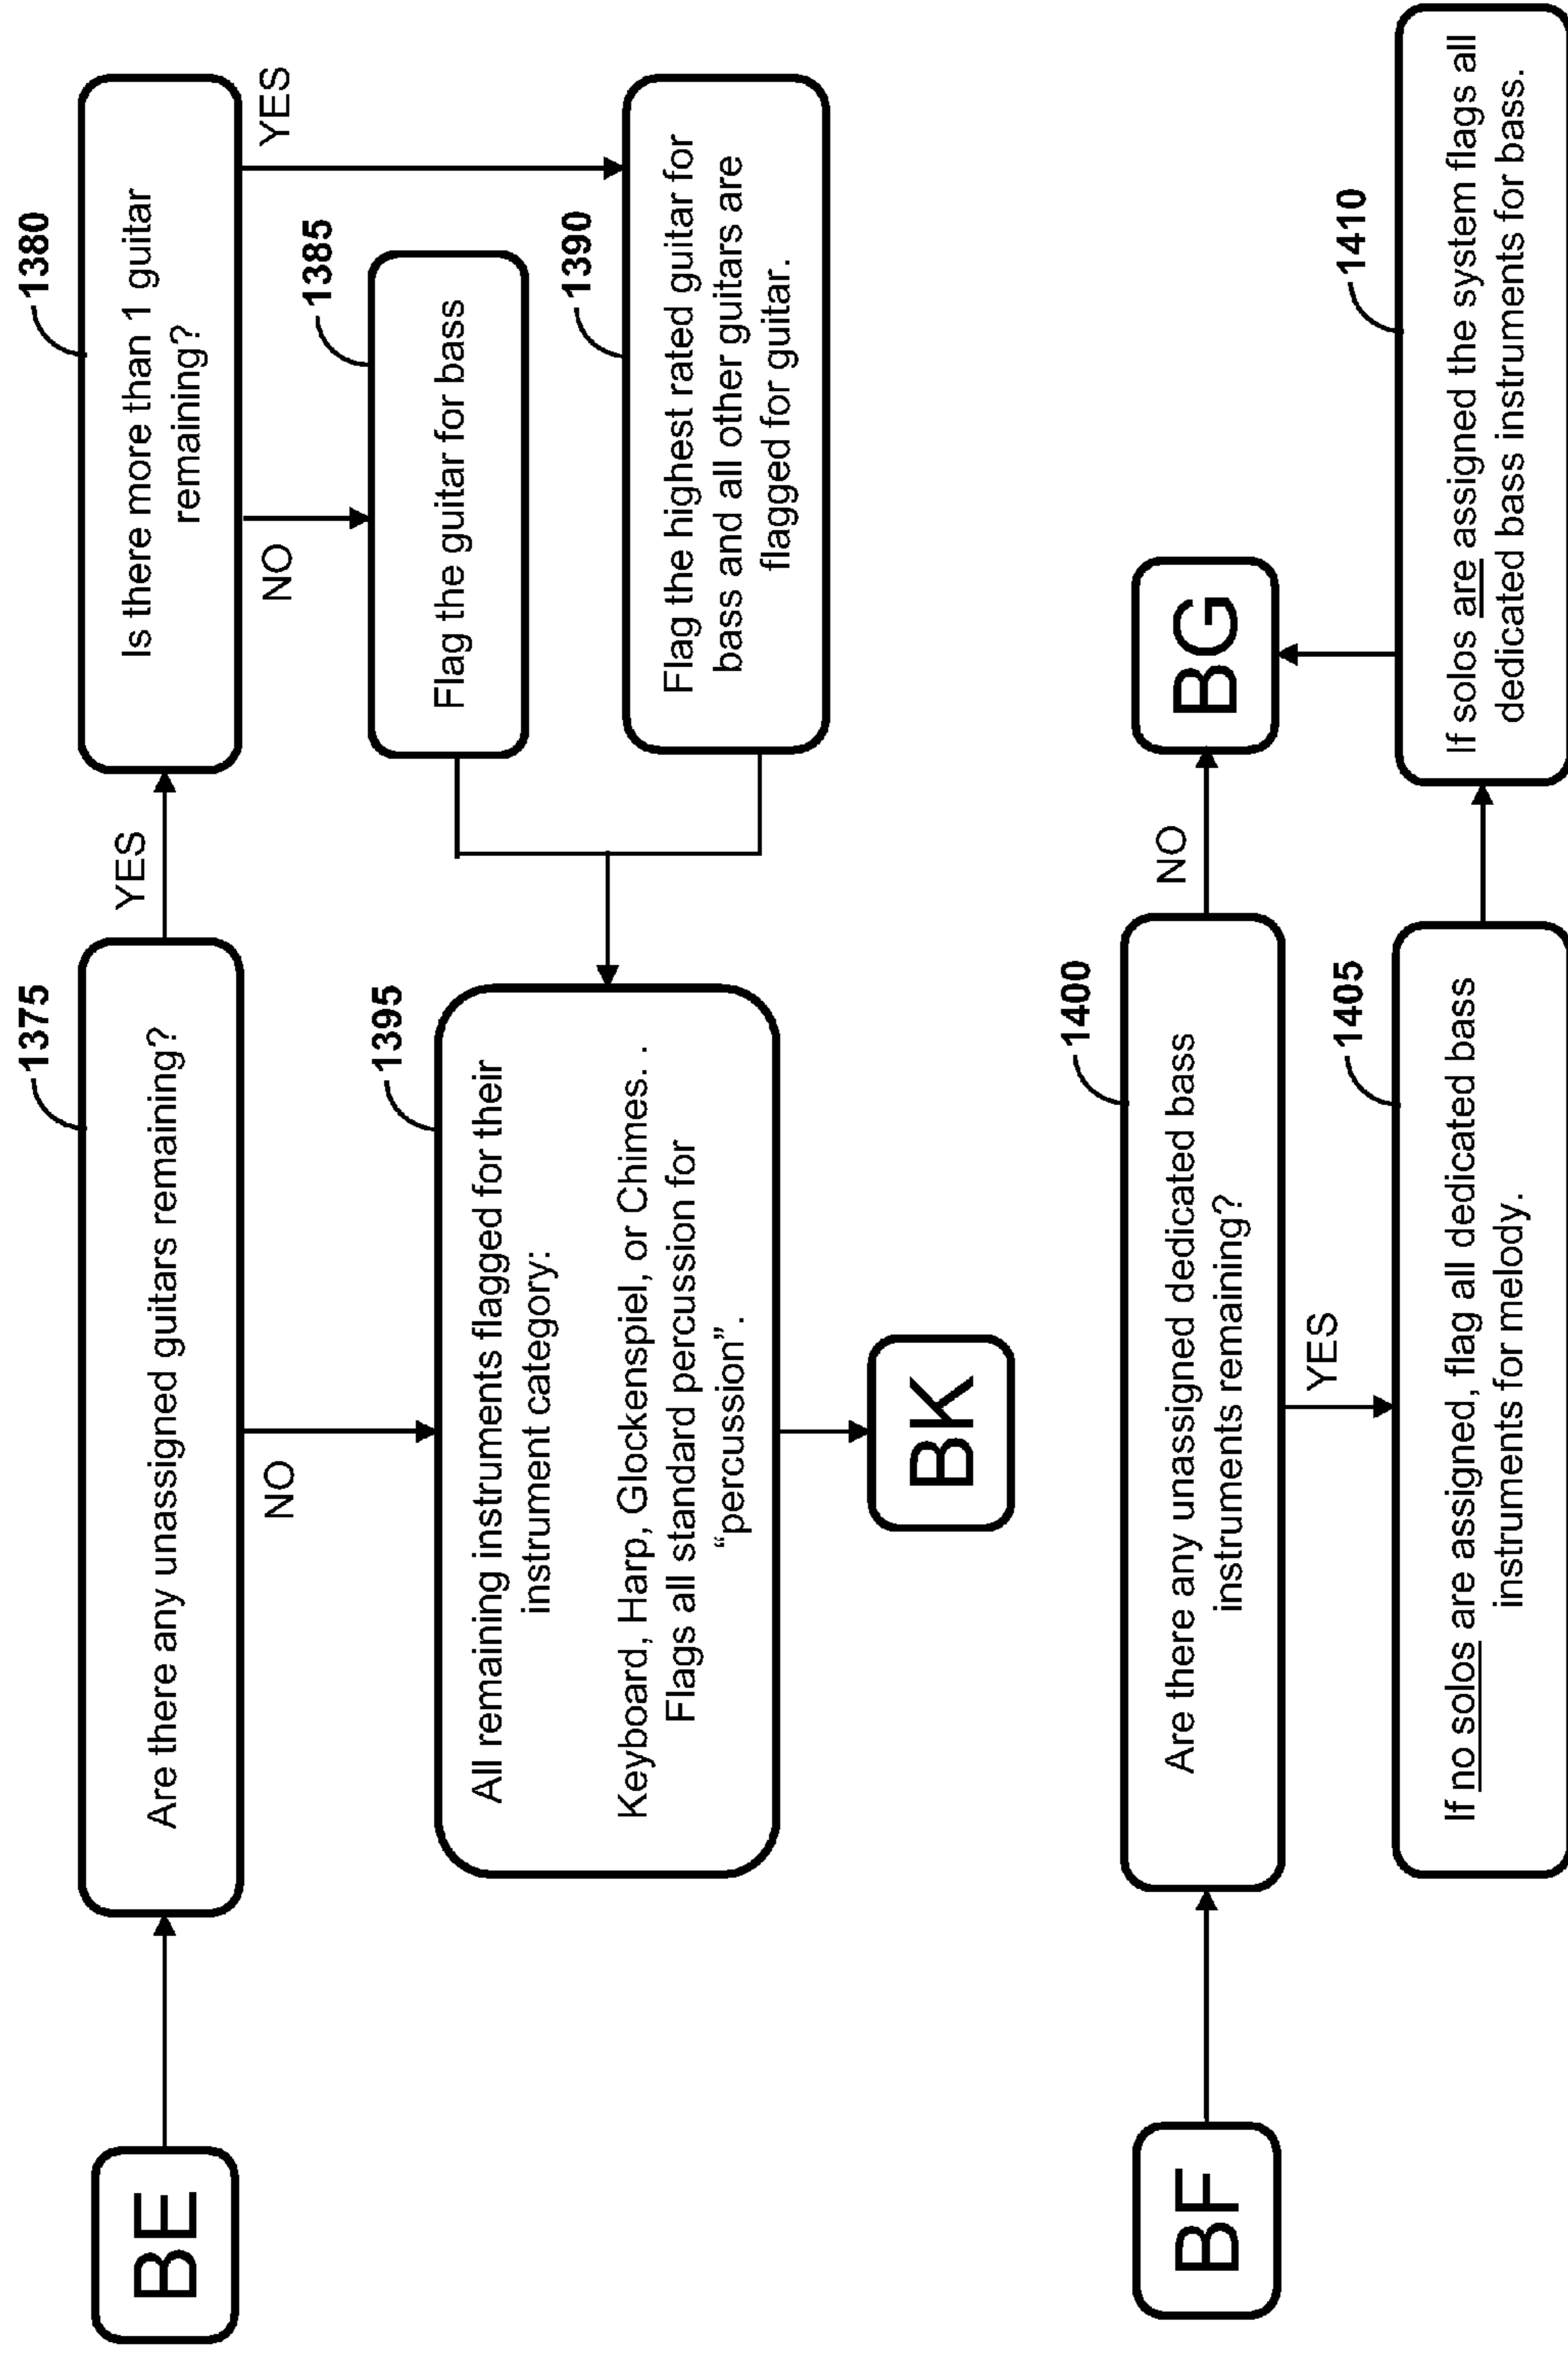 1375
1380
BE
Are there any unassigned guitars remaining?
YES
Is there more than 1 guitar
remaining?
NO
NO
YES
1385
Flag the guitar for bass
1395
All remaining instruments flagged for their
instrument category:
Keyboard, Harp, Glockenspiel, or Chimes. .
Flags all standard percussion for
“percussion”.
1390
Flag the highest rated guitar for
bass and all other guitars are
flagged for guitar.
BK
1400
BF
Are there any unassigned dedicated bass
instruments remaining?
NO
BG
YES
1405
If no solos are assigned, flag all dedicated bass
instruments for melody.
1410
If solos are assigned the system flags all
dedicated bass instruments for bass.